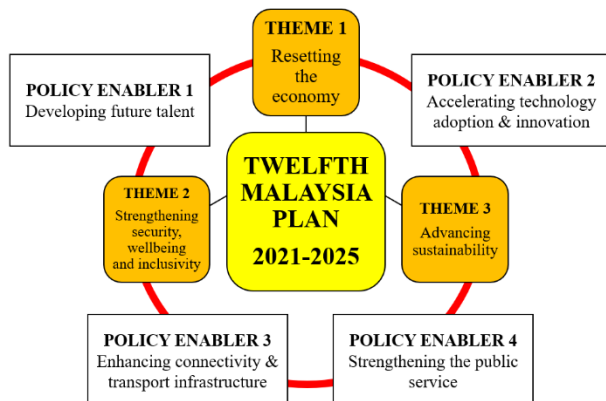 THEME 1
Resetting
the
economy
POLICY ENABLER 1
Developing future talent
POLICY ENABLER 2
Accelerating technology
adoption & innovation
TWELFTH
MALAYSIA
PLAN
2021-2025
THEME 2
Strengthening
security,
wellbeing
and inclusivity
THEME 3
Advancing
sustainability
POLICY ENABLER 3
Enhancing connectivity &
transport infrastructure
POLICY ENABLER 4
Strengthening the public
service